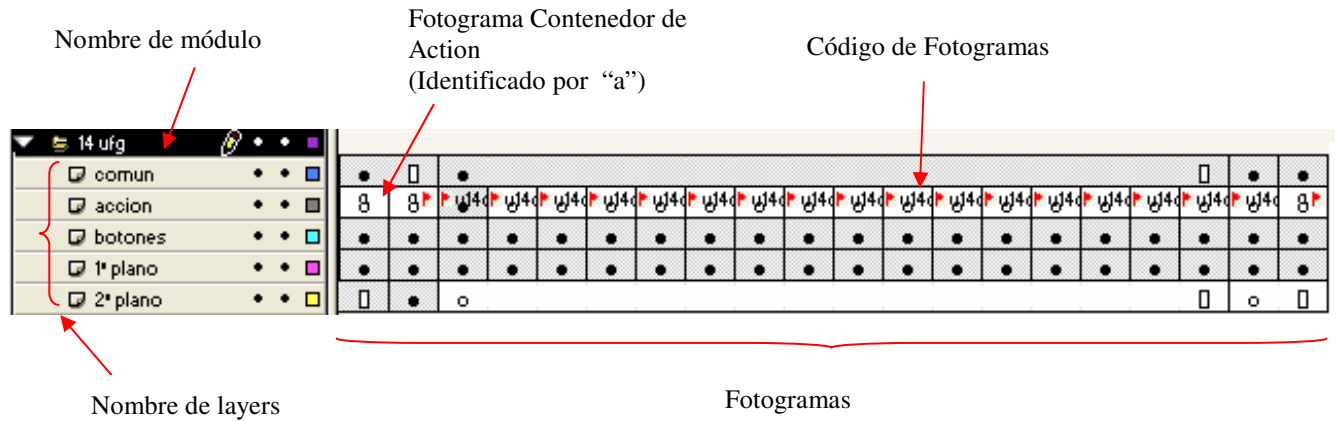 Fotograma Contenedor de
Action
(Identificado por “a”)
Nombre de módulo
Código de Fotogramas
14 ufg
comun
accion
botones
1ª plano
2ª plano
Nombre de layers
Fotogramas